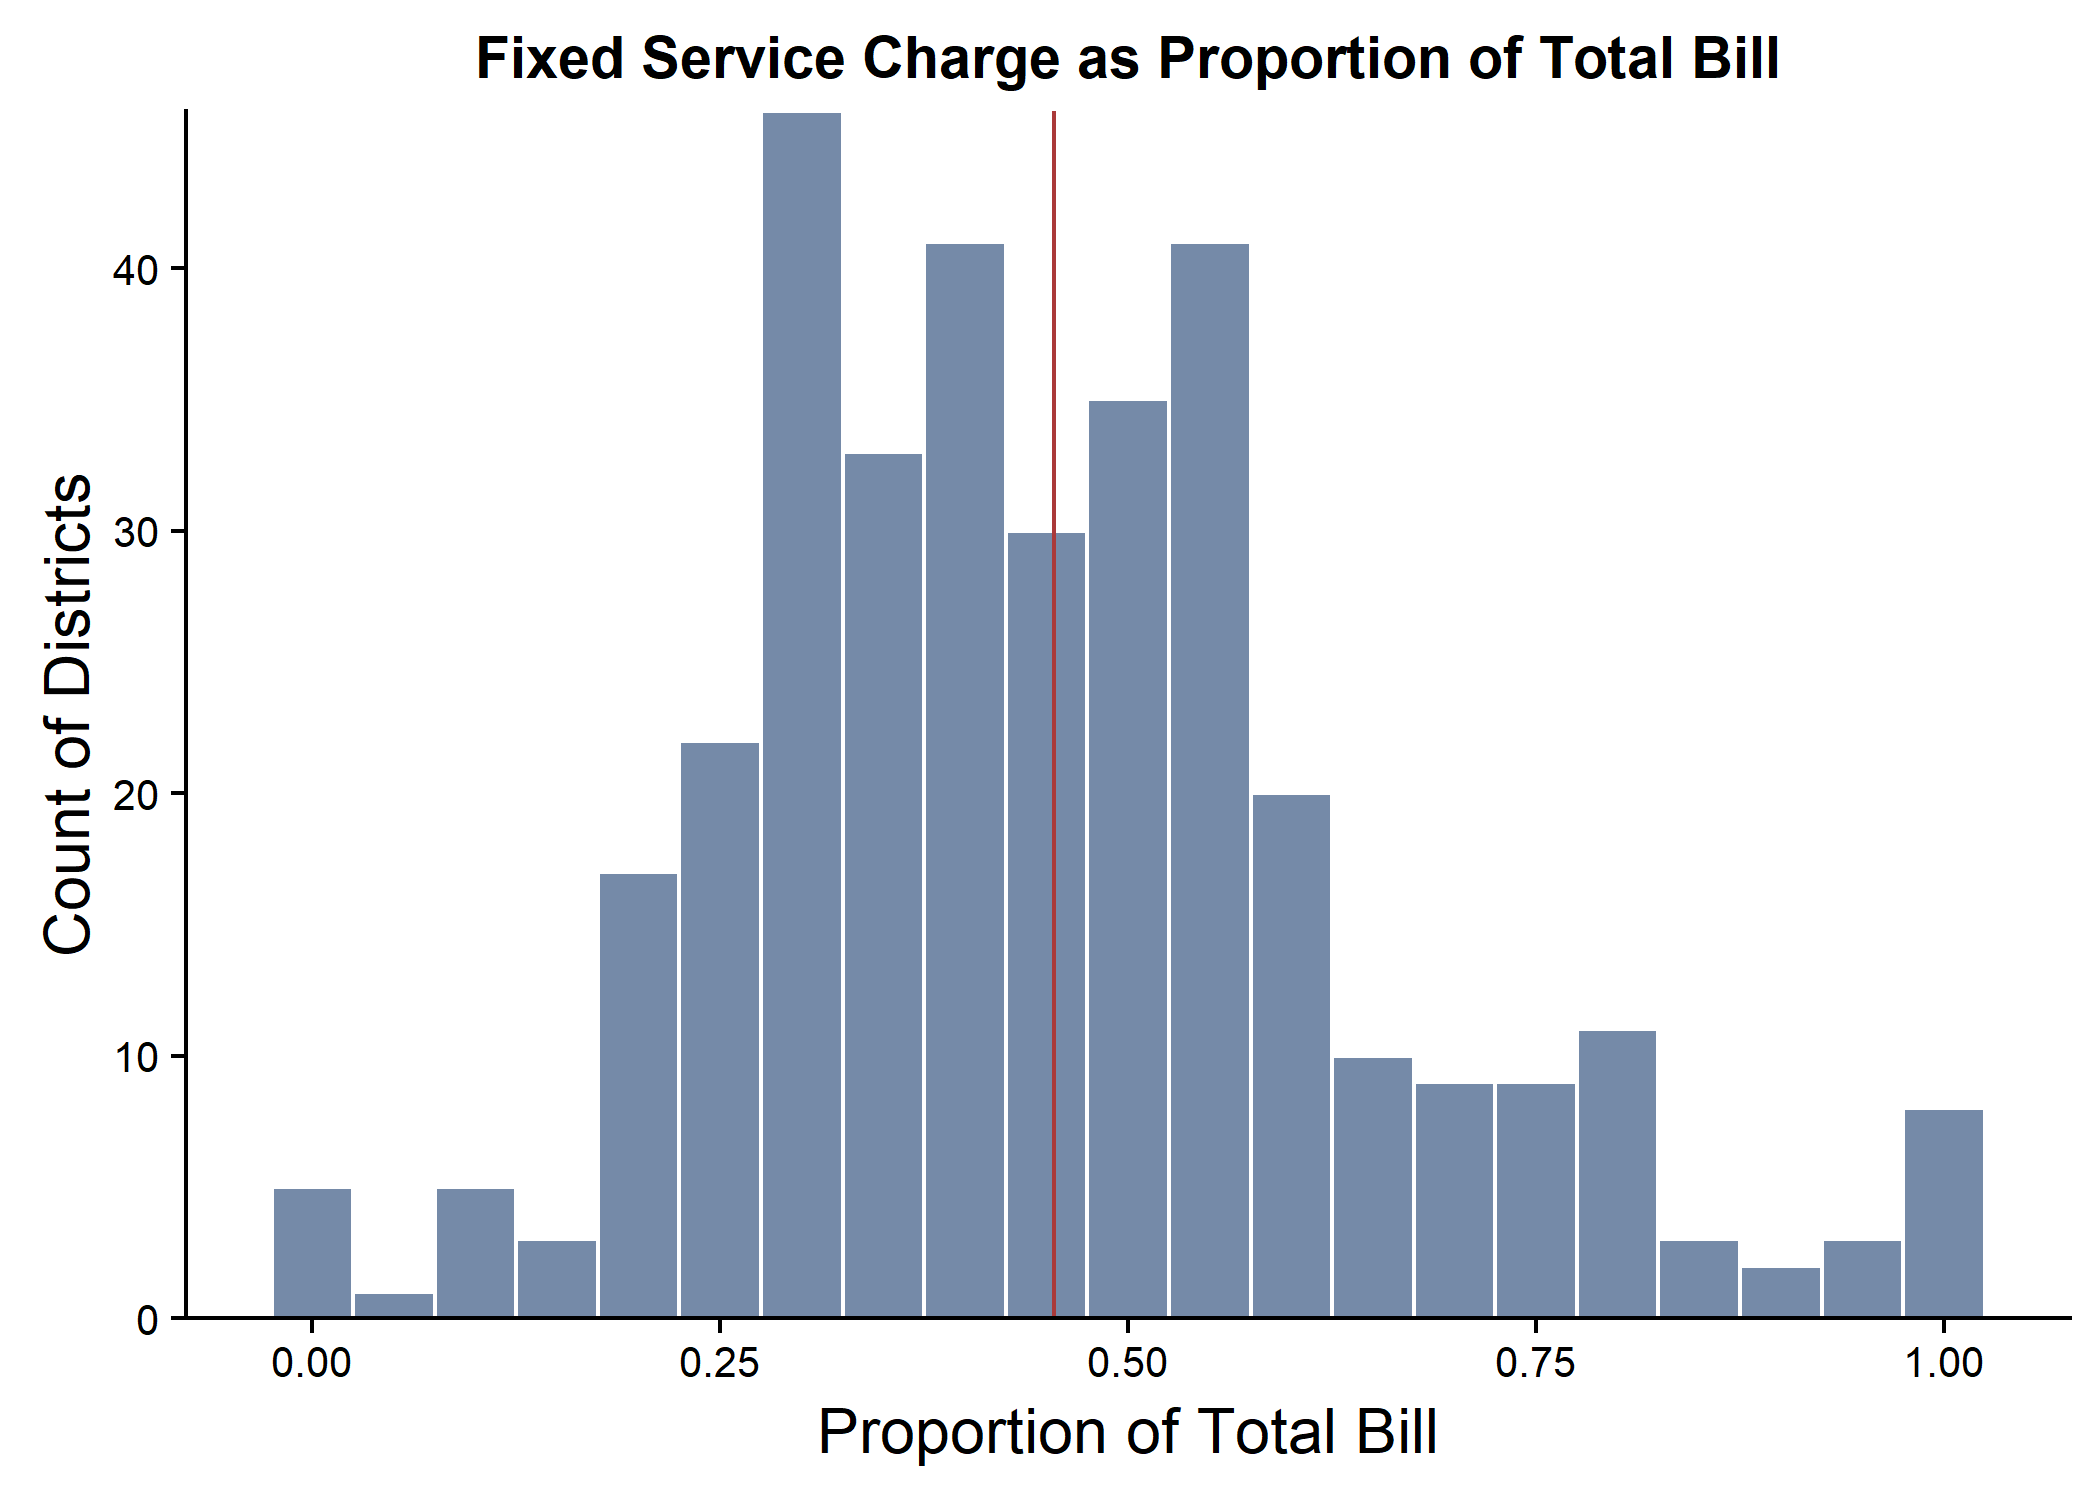 Fixed Service Charge as Proportion of Total Bill
Count of Districts
40
30
20
10
0
0.00 0.25 0.50 0.75 1.00
Proportion of Total Bill